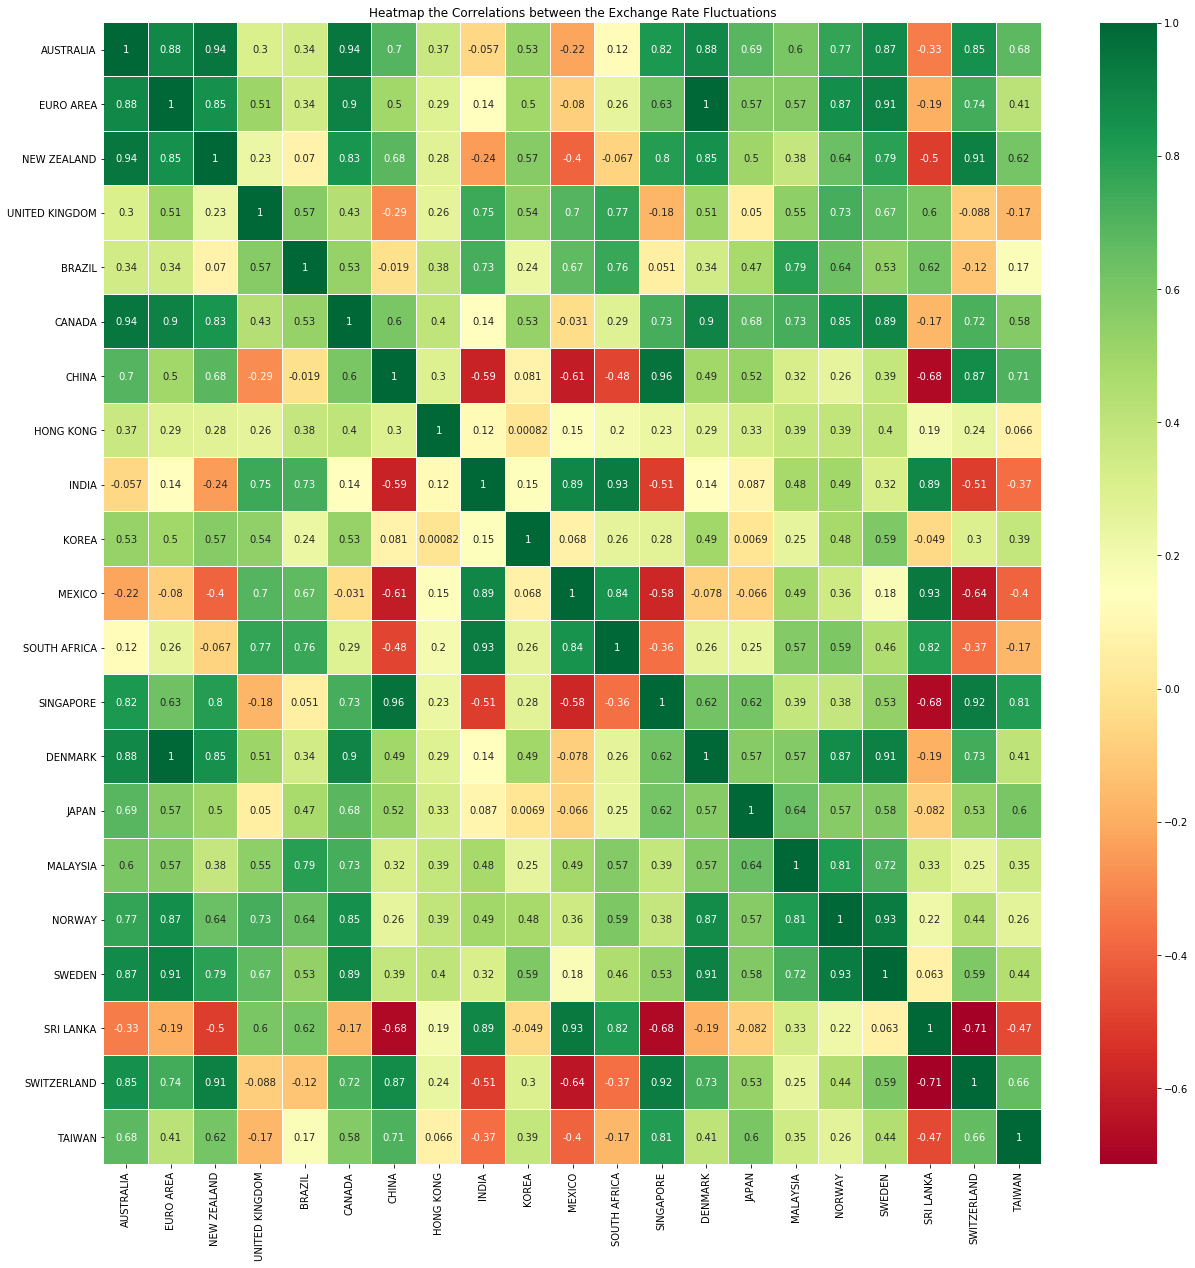 Heatmap the Correlations between the Exchange Rate Fluctuations
AUSTRALIA 1 0.88 0.94 0.3 0.34 0.94 0.7 0.37 -0.057 0.53 -0.22 0.12 0.82 0.88 0.69 0.6 0.77 0.87 -0.33 0.85 0.68
EURO AREA 0.88 1 0.85 0.51 0.34 0.9 0.5 0.29 0.14 0.5 -0.08 0.26 0.63 1 0.57 0.57 0.87 0.91 -0.19 0.74 0.41
NEW ZEALAND 0.94 0.85 1 0.23 0.07 0.83 0.68 0.28 -0.24 0.57 -0.4 -0.067 0.8 0.85 0.5 0.38 0.64 0.79 -0.5 0.91 0.62
UNITED KINGDOM 0.3 0.51 0.23 1 0.57 0.43 -0.29 0.26 0.75 0.54 0.7 0.77 -0.18 0.51 0.05 0.55 0.73 0.67 0.6 -0.088 -0.17
BRAZIL 0.34 0.34 0.07 0.57 1 0.53 -0.019 0.38 0.73 0.24 0.67 0.76 0.051 0.34 0.47 0.79 0.64 0.53 0.62 -0.12 0.17
CANADA 0.94 0.9 0.83 0.43 0.53 1 0.6 0.4 0.14 0.53 -0.031 0.29 0.73 0.9 0.68 0.73 0.85 0.89 -0.17 0.72 0.58
CHINA 0.7 0.5 0.68 -0.29 -0.019 0.6 1 0.3 -0.59 0.081 -0.61 -0.48 0.96 0.49 0.52 0.32 0.26 0.39 -0.68 0.87 0.71
HONG KONG 0.37 0.29 0.28 0.26 0.38 0.4 0.3 1 0.12 0.00082 0.15 0.2 0.23 0.29 0.33 0.39 0.39 0.4 0.19 0.24 0.066
INDIA -0.057 0.14 -0.24 0.75 0.73 0.14 -0.59 0.12 1 0.15 0.89 0.93 -0.51 0.14 0.087 0.48 0.49 0.32 0.89 -0.51 -0.37
KOREA 0.53 0.5 0.57 0.54 0.24 0.53 0.081 0.00082 0.15 1 0.068 0.26 0.28 0.49 0.0069 0.25 0.48 0.59 -0.049 0.3 0.39
MEXICO -0.22 -0.08 -0.4 0.7 0.67 -0.031 -0.61 0.15 0.89 0.068 1 0.84 -0.58 -0.078 -0.066 0.49 0.36 0.18 0.93 -0.64 -0.4
SOUTH AFRICA 0.12 0.26 -0.067 0.77 0.76 0.29 -0.48 0.2 0.93 0.26 0.84 1 -0.36 0.26 0.25 0.57 0.59 0.46 0.82 -0.37 -0.17
SINGAPORE 0.82 0.63 0.8 -0.18 0.051 0.73 0.96 0.23 -0.51 0.28 -0.58 -0.36 1 0.62 0.62 0.39 0.38 0.53 -0.68 0.92 0.81
DENMARK 0.88 1 0.85 0.51 0.34 0.9 0.49 0.29 0.14 0.49 -0.078 0.26 0.62 1 0.57 0.57 0.87 0.91 -0.19 0.73 0.41
JAPAN 0.69 0.57 0.5 0.05 0.47 0.68 0.52 0.33 0.087 0.0069 -0.066 0.25 0.62 0.57 1 0.64 0.57 0.58 -0.082 0.53 0.6
MALAYSIA 0.6 0.57 0.38 0.55 0.79 0.73 0.32 0.39 0.48 0.25 0.49 0.57 0.39 0.57 0.64 1 0.81 0.72 0.33 0.25 0.35
NORWAY 0.77 0.87 0.64 0.73 0.64 0.85 0.26 0.39 0.49 0.48 0.36 0.59 0.38 0.87 0.57 0.81 1 0.93 0.22 0.44 0.26
SWEDEN 0.87 0.91 0.79 0.67 0.53 0.89 0.39 0.4 0.32 0.59 0.18 0.46 0.53 0.91 0.58 0.72 0.93 1 0.063 0.59 0.44
SRI LANKA -0.33 -0.19 -0.5 0.6 0.62 -0.17 -0.68 0.19 0.89 -0.049 0.93 0.82 -0.68 -0.19 -0.082 0.33 0.22 0.063 1 -0.71 -0.47
SWITZERLAND 0.85 0.74 0.91 -0.088 -0.12 0.72 0.87 0.24 -0.51 0.3 -0.64 -0.37 0.92 0.73 0.53 0.25 0.44 0.59 -0.71 1 0.66
TAIWAN 0.68 0.41 0.62 -0.17 0.17 0.58 0.71 0.066 -0.37 0.39 -0.4 -0.17 0.81 0.41 0.6 0.35 0.26 0.44 -0.47 0.66 1
AUSTRALIA
EURO AREA
NEW ZEALAND
UNITED KINGDOM
BRAZIL
CANADA
CHINA
HONG KONG
INDIA
KOREA
MEXICO
SOUTH AFRICA
SINGAPORE
DENMARK
JAPAN
MALAYSIA
NORWAY
SWEDEN
SRI LANKA
SWITZERLAND
TAIWAN
1.0
0.8
0.6
0.4
0.2
0.0
−0.2
−0.4
−0.6